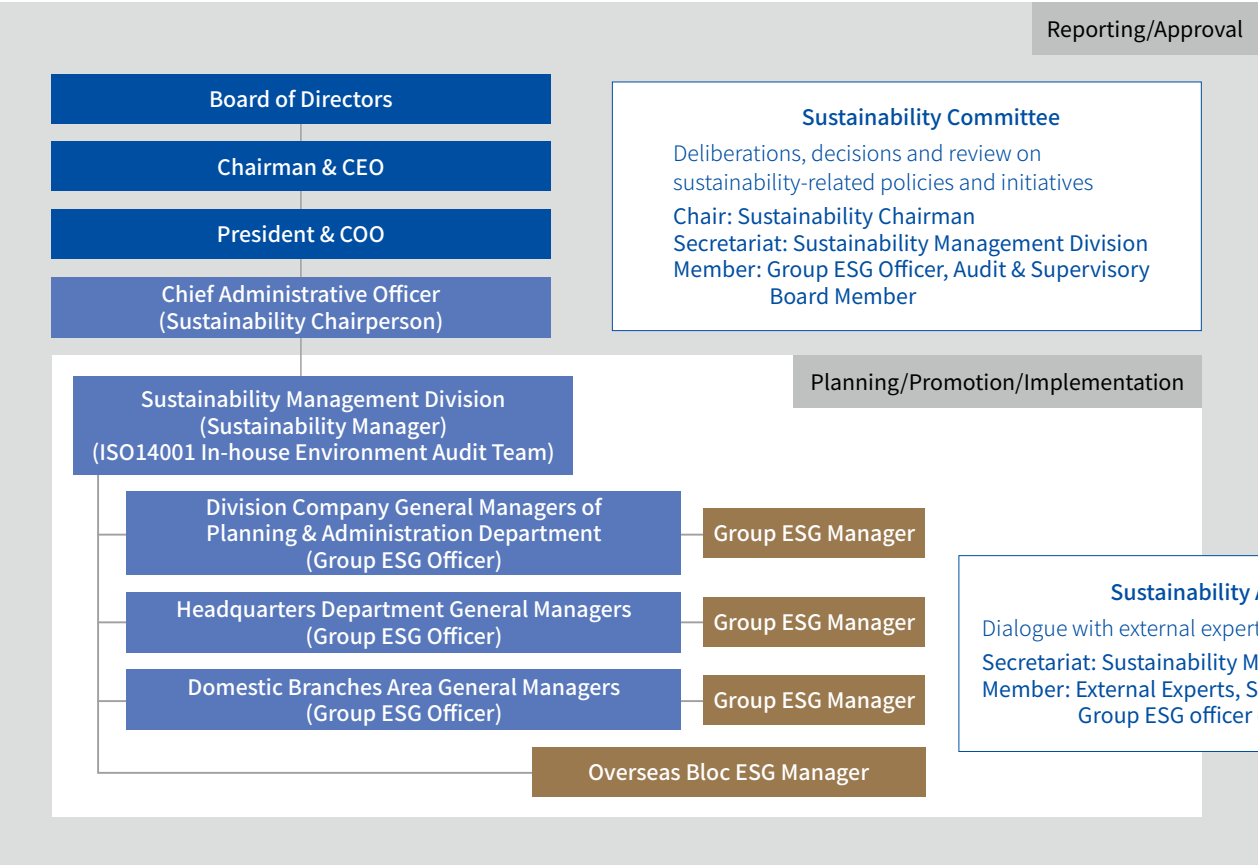 Reporting/Approval
Board of Directors
Chairman & CEO
President & COO
Chief Administrative Officer
(Sustainability Chairperson)
Sustainability Committee
Deliberations, decisions and review on
sustainability-related policies and initiatives
Chair: Sustainability Chairman
Secretariat: Sustainability Management Division
Member: Group ESG Officer, Audit & Supervisory
Board Member
Planning/Promotion/Implementation
Sustainability Management Division
(Sustainability Manager)
(ISO14001 In-house Environment Audit Team)
Division Company General Managers of
Planning & Administration Department
(Group ESG Officer)
Group ESG Manager
Headquarters Department General Managers
(Group ESG Officer)
Group ESG Manager
Domestic Branches Area General Managers
(Group ESG Officer)
Group ESG Manager
Overseas Bloc ESG Manager
Sustainability
Dialogue with external
Secretariat: Sustainability
Member: External Experts,
Group ESG officer